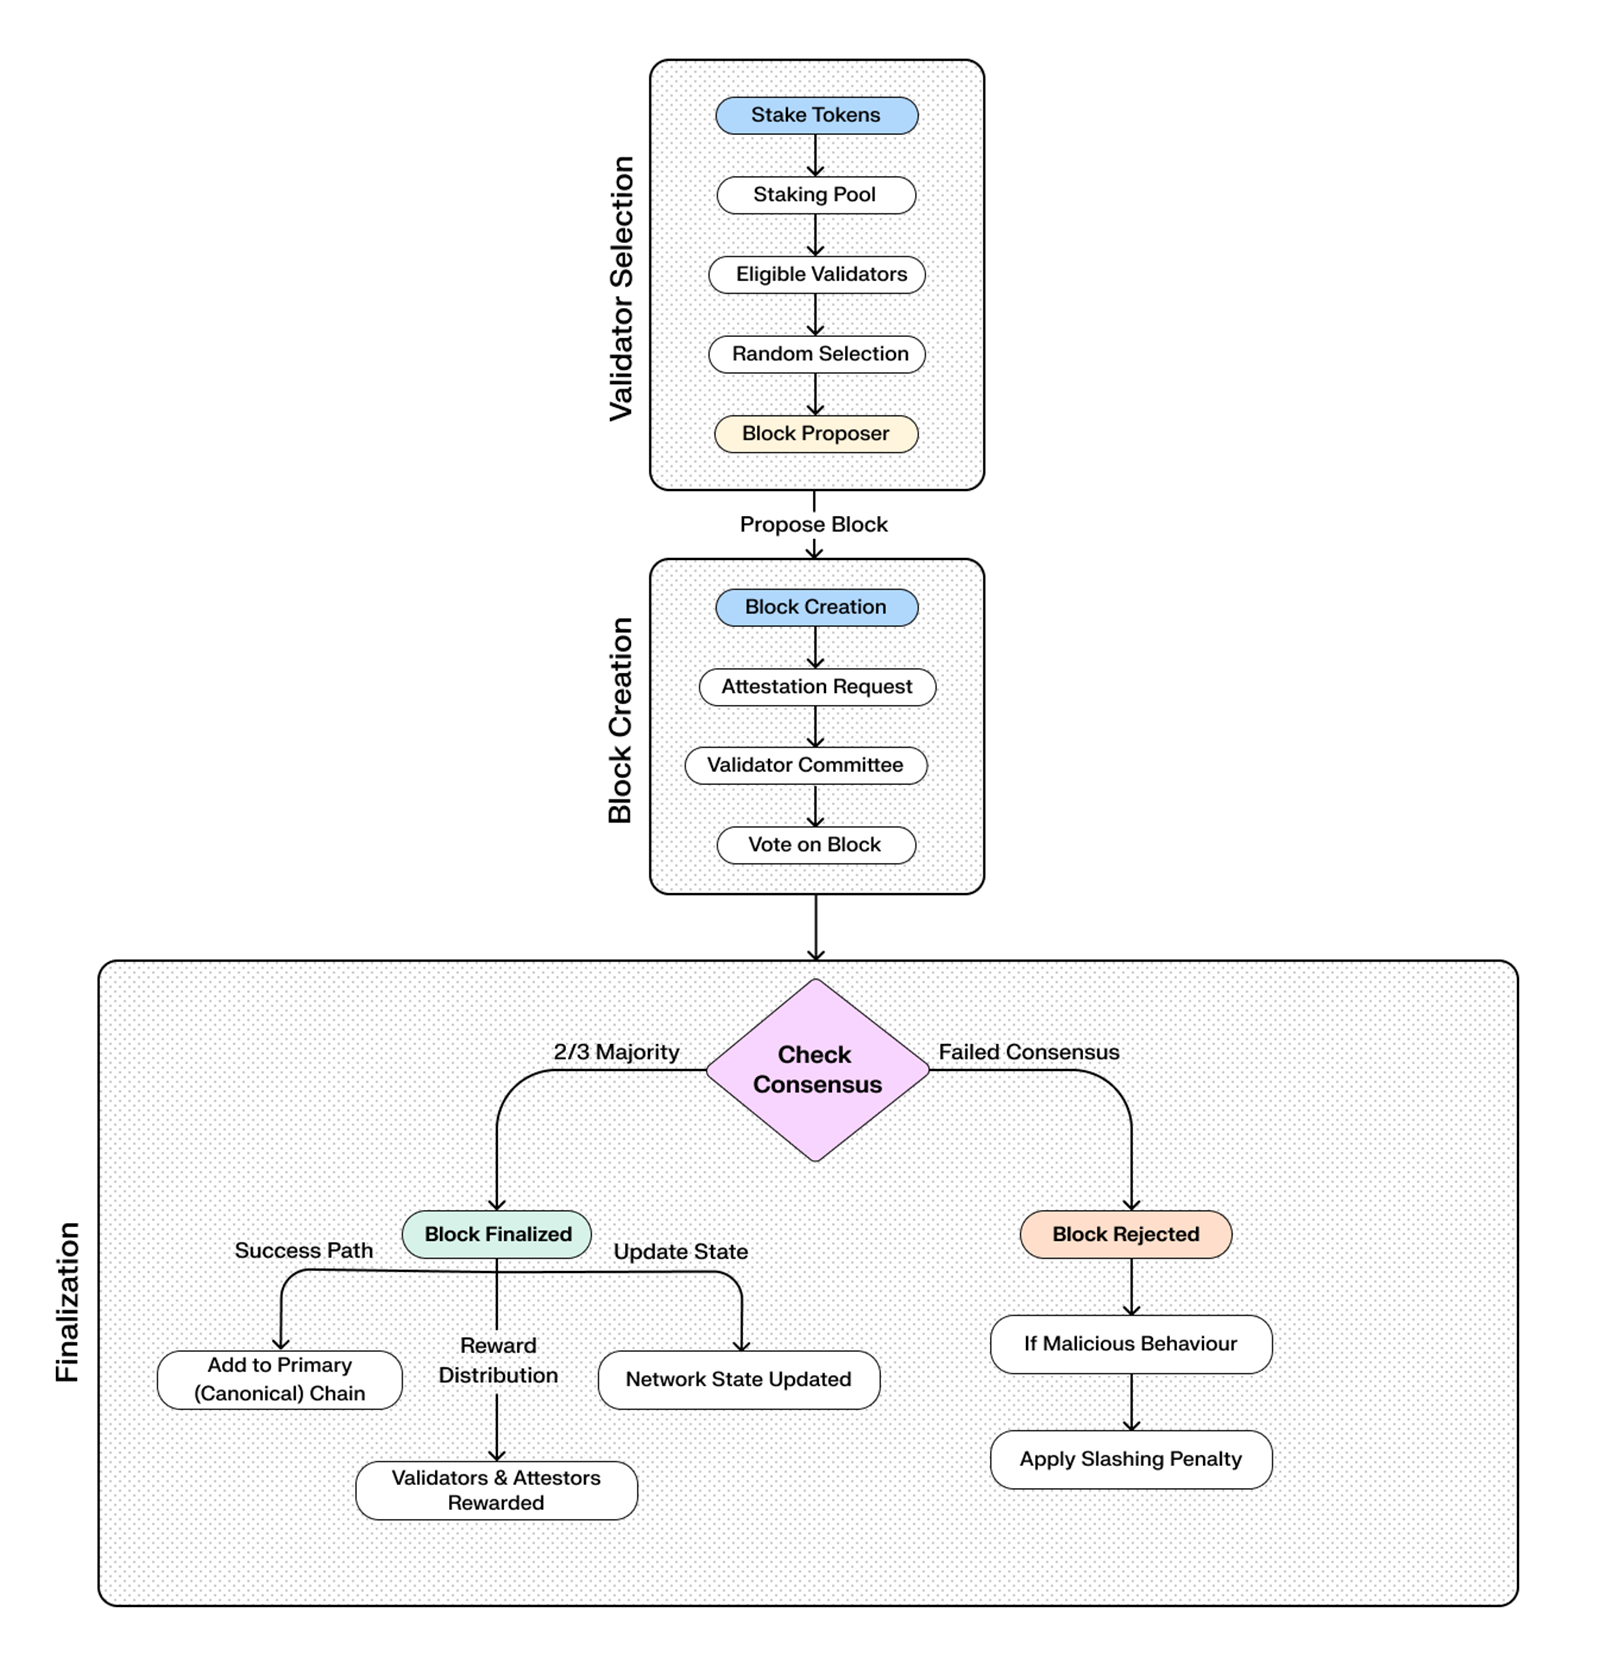 Validator Selection
Stake Tokens
Staking Pool
Eligible Validators
Random Selection
Block Proposer
Propose Block
Block Creation
Block Creation
Attestation Request
Validator Committee
Vote on Block
Finalization
Check
Consensus
2/3 Majority
Failed Consensus
Block Finalized
Block Rejected
Success Path
Update State
Reward
Distribution
Add to Primary
(Canonical) Chain
Network State Updated
Validators & Attestors
Rewarded
If Malicious Behaviour
Apply Slashing Penalty